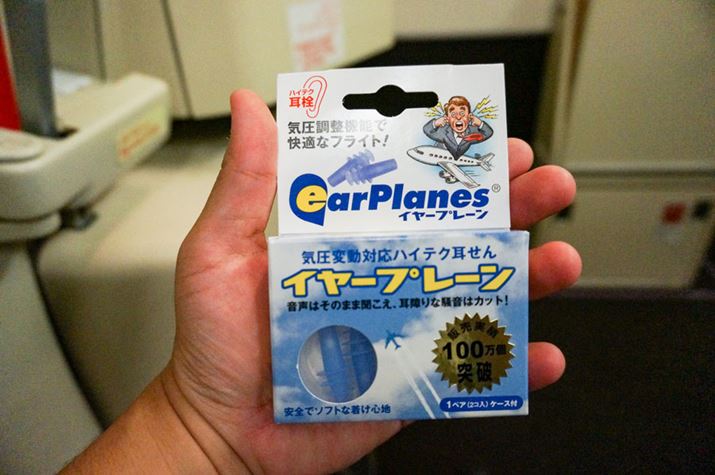 ハイテク
耳栓
気圧調整機能で
快適なフライト!
earPlanes®
イヤープレーン
気圧変動対応ハイテク耳せん
イヤープレーン
音声はそのまま聞こえ、耳障りな騒音はカット!
販売実績
100万個
突破
安全でソフトな着け心地
1ペア(2コ入)ケース付